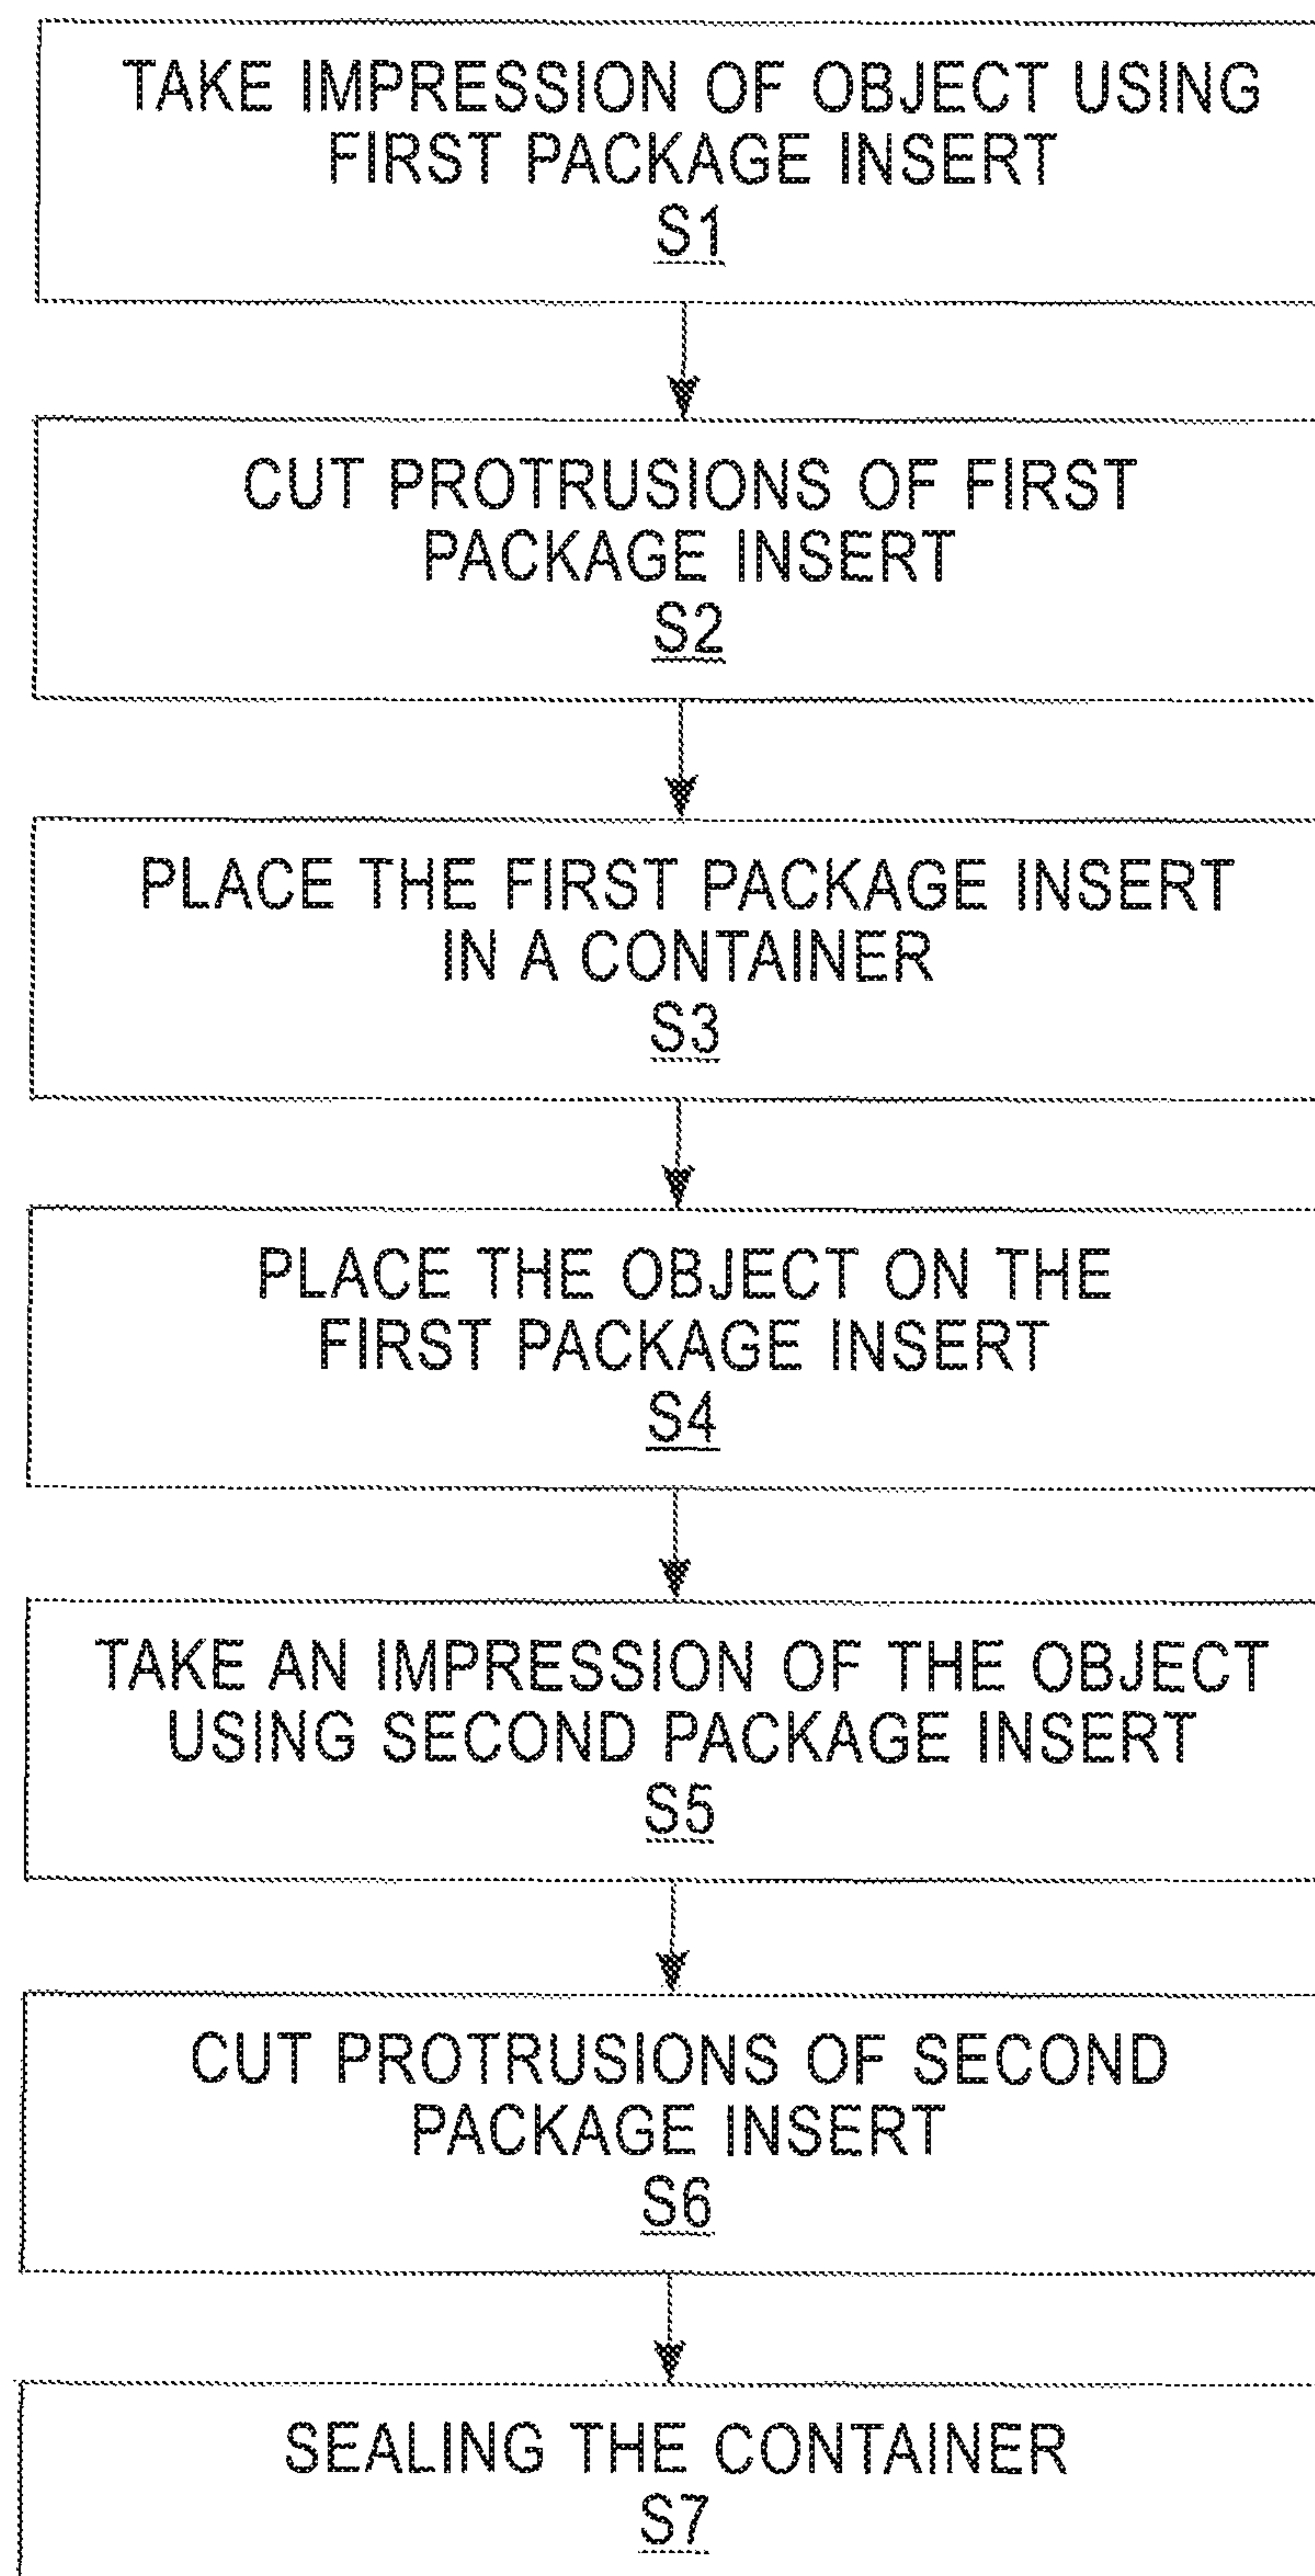 TAKE IMPRESSION OF OBJECT USING
FIRST PACKAGE INSERT
S1
CUT PROTRUSIONS OF FIRST
PACKAGE INSERT
S2
PLACE THE FIRST PACKAGE INSERT
IN A CONTAINER
S3
PLACE THE OBJECT ON THE
FIRST PACKAGE INSERT
S4
TAKE AN IMPRESSION OF THE OBJECT
USING SECOND PACKAGE INSERT
S5
CUT PROTRUSIONS OF SECOND
PACKAGE INSERT
S6
SEALING THE CONTAINER
S7